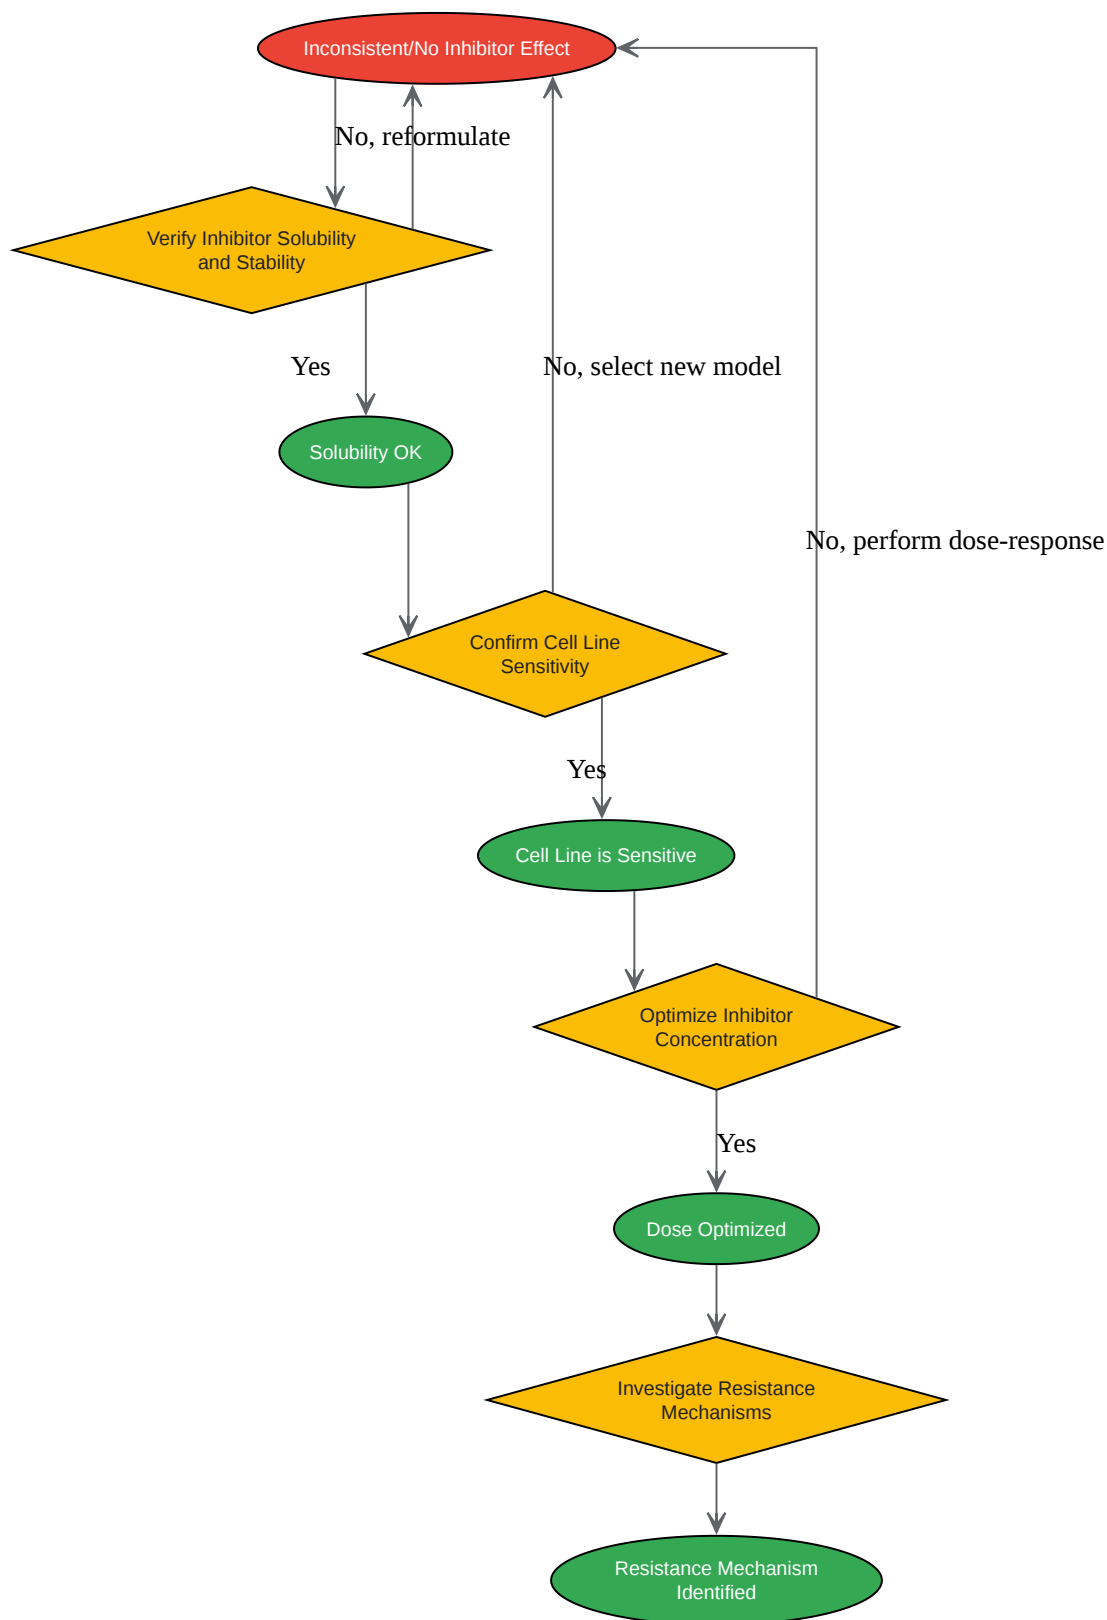 Inconsistent/No Inhibitor Effect
No, reformulate
Verify Inhibitor Solubility
and Stability
Yes
No, select new model
Solubility OK
No, perform dose-response
Confirm Cell Line
Sensitivity
Yes
Cell Line is Sensitive
Optimize Inhibitor
Concentration
Yes
Dose Optimized
Investigate Resistance
Mechanisms
Resistance Mechanism
Identified